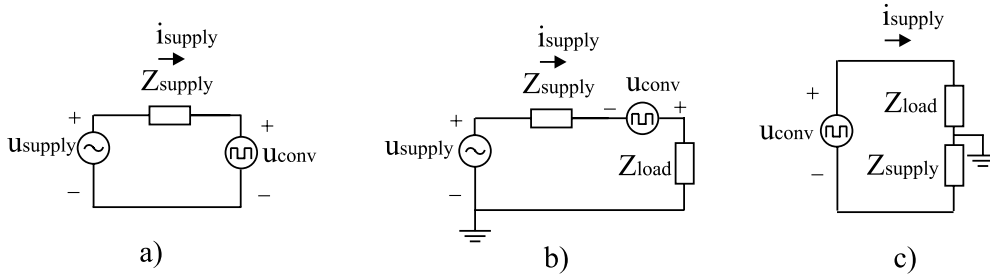 isupply
Zsupply
+
+
usupply
uconv
–
–
a)
isupply
Zsupply
uconv
–
+
+
usupply
Zload
–
b)
isupply
+
Zload
uconv
Zsupply
–
c)